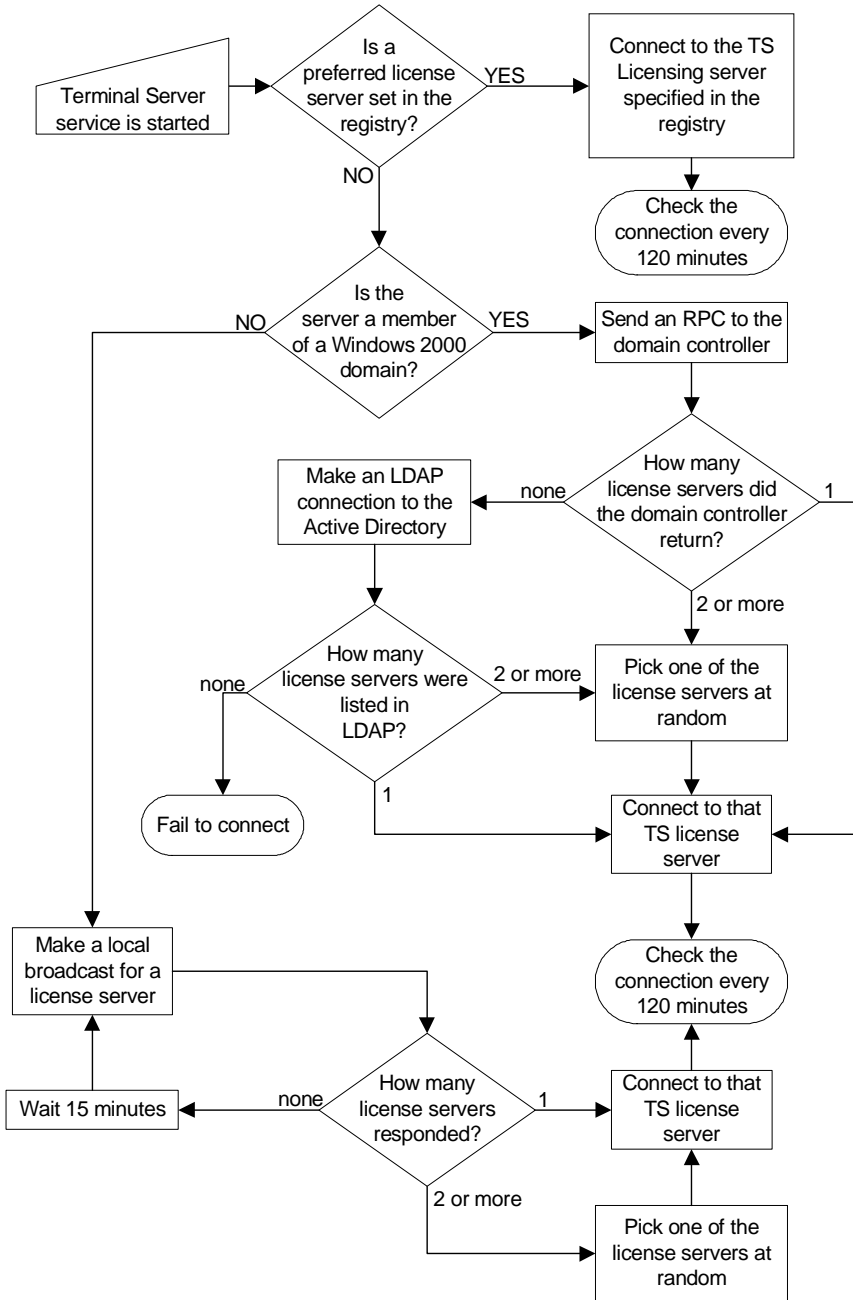 Terminal Server
service is started
Is a
preferred license
server set in the
registry?
YES
Connect to the TS
Licensing server
specified in the
registry
Check the
connection every
120 minutes
NO
Is the
server a member
of a Windows 2000
domain?
NO
YES
Send an RPC to the
domain controller
How many
license servers did
the domain controller
return?
none
1
2 or more
Make an LDAP
connection to the
Active Directory
How many
license servers were
listed in
LDAP?
none
2 or more
1
Pick one of the
license servers at
random
Fail to connect
Connect to that
TS license
server
Check the
connection every
120 minutes
Make a local
broadcast for a
license server
How many
license servers
responded?
none
1
2 or more
Wait 15 minutes
Connect to that
TS license
server
Pick one of the
license servers at
random